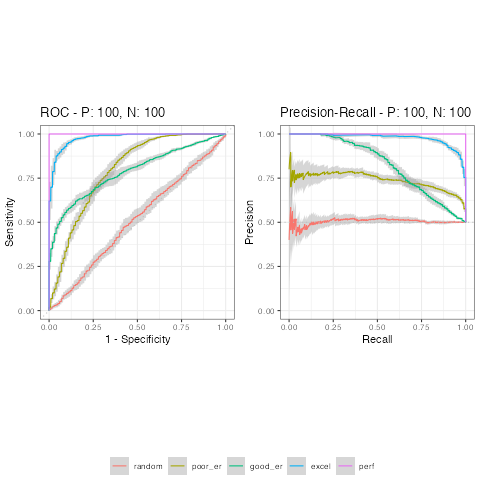 ROC - P: 100, N: 100
Sensitivity
1.00
0.75
0.50
0.25
0.00
0.00 0.25 0.50 0.75 1.00
1 - Specificity
Precision-Recall - P: 100, N: 100
Precision
1.00
0.75
0.50
0.25
0.00
0.00 0.25 0.50 0.75 1.00
Recall
random poor_er good_er excel perf